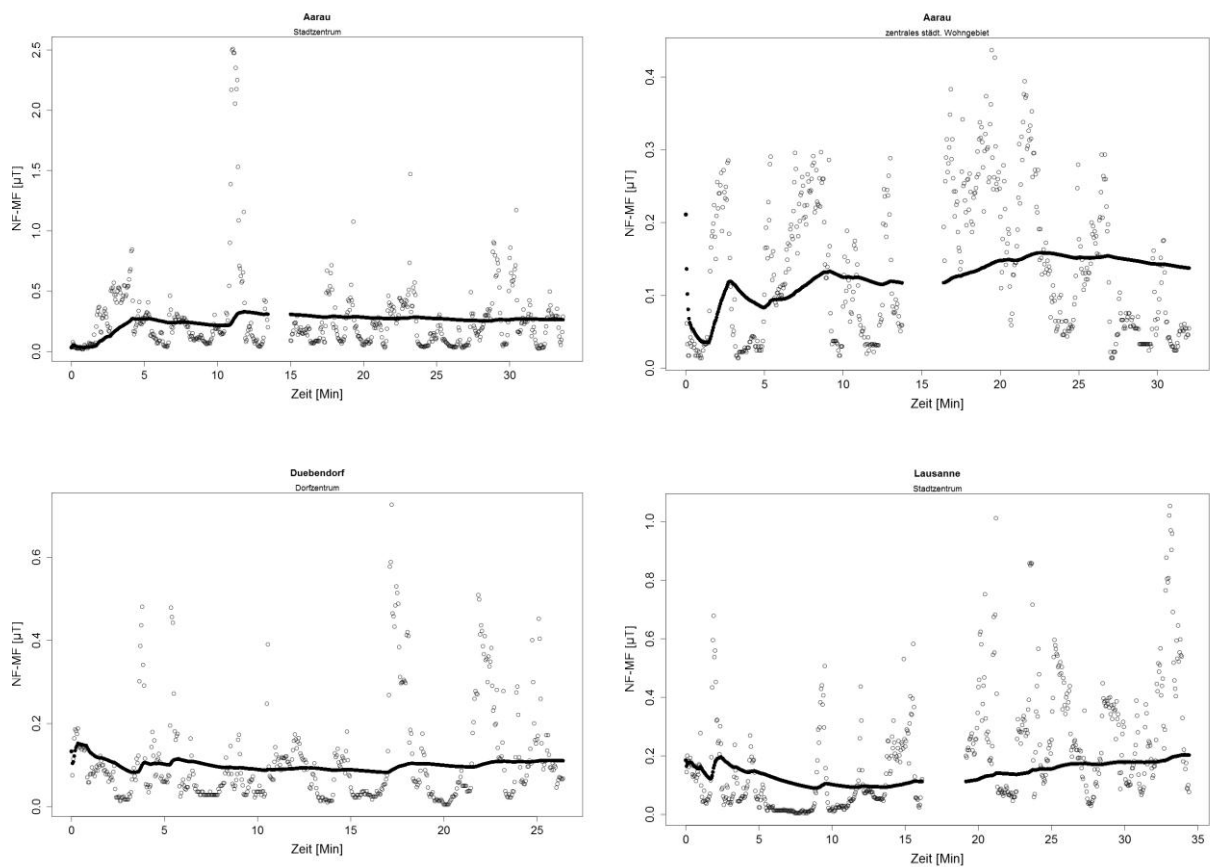 Aarau
Stadtzentrum
NF-MF [µT]
2.5
2.0
1.5
1.0
0.5
0.0
0 5 10 15 20 25 30
Zeit [Min]
Aarau
zentrales städt. Wohngebiet
NF-MF [µT]
0.4
0.3
0.2
0.1
0.0
0 5 10 15 20 25 30
Zeit [Min]
Duebendorf
Dorfzentrum
NF-MF [µT]
0.6
0.4
0.2
0.0
0 5 10 15 20 25
Zeit [Min]
Lausanne
Stadtzentrum
NF-MF [µT]
1.0
0.8
0.6
0.4
0.2
0.0
0 5 10 15 20 25 30 35
Zeit [Min]